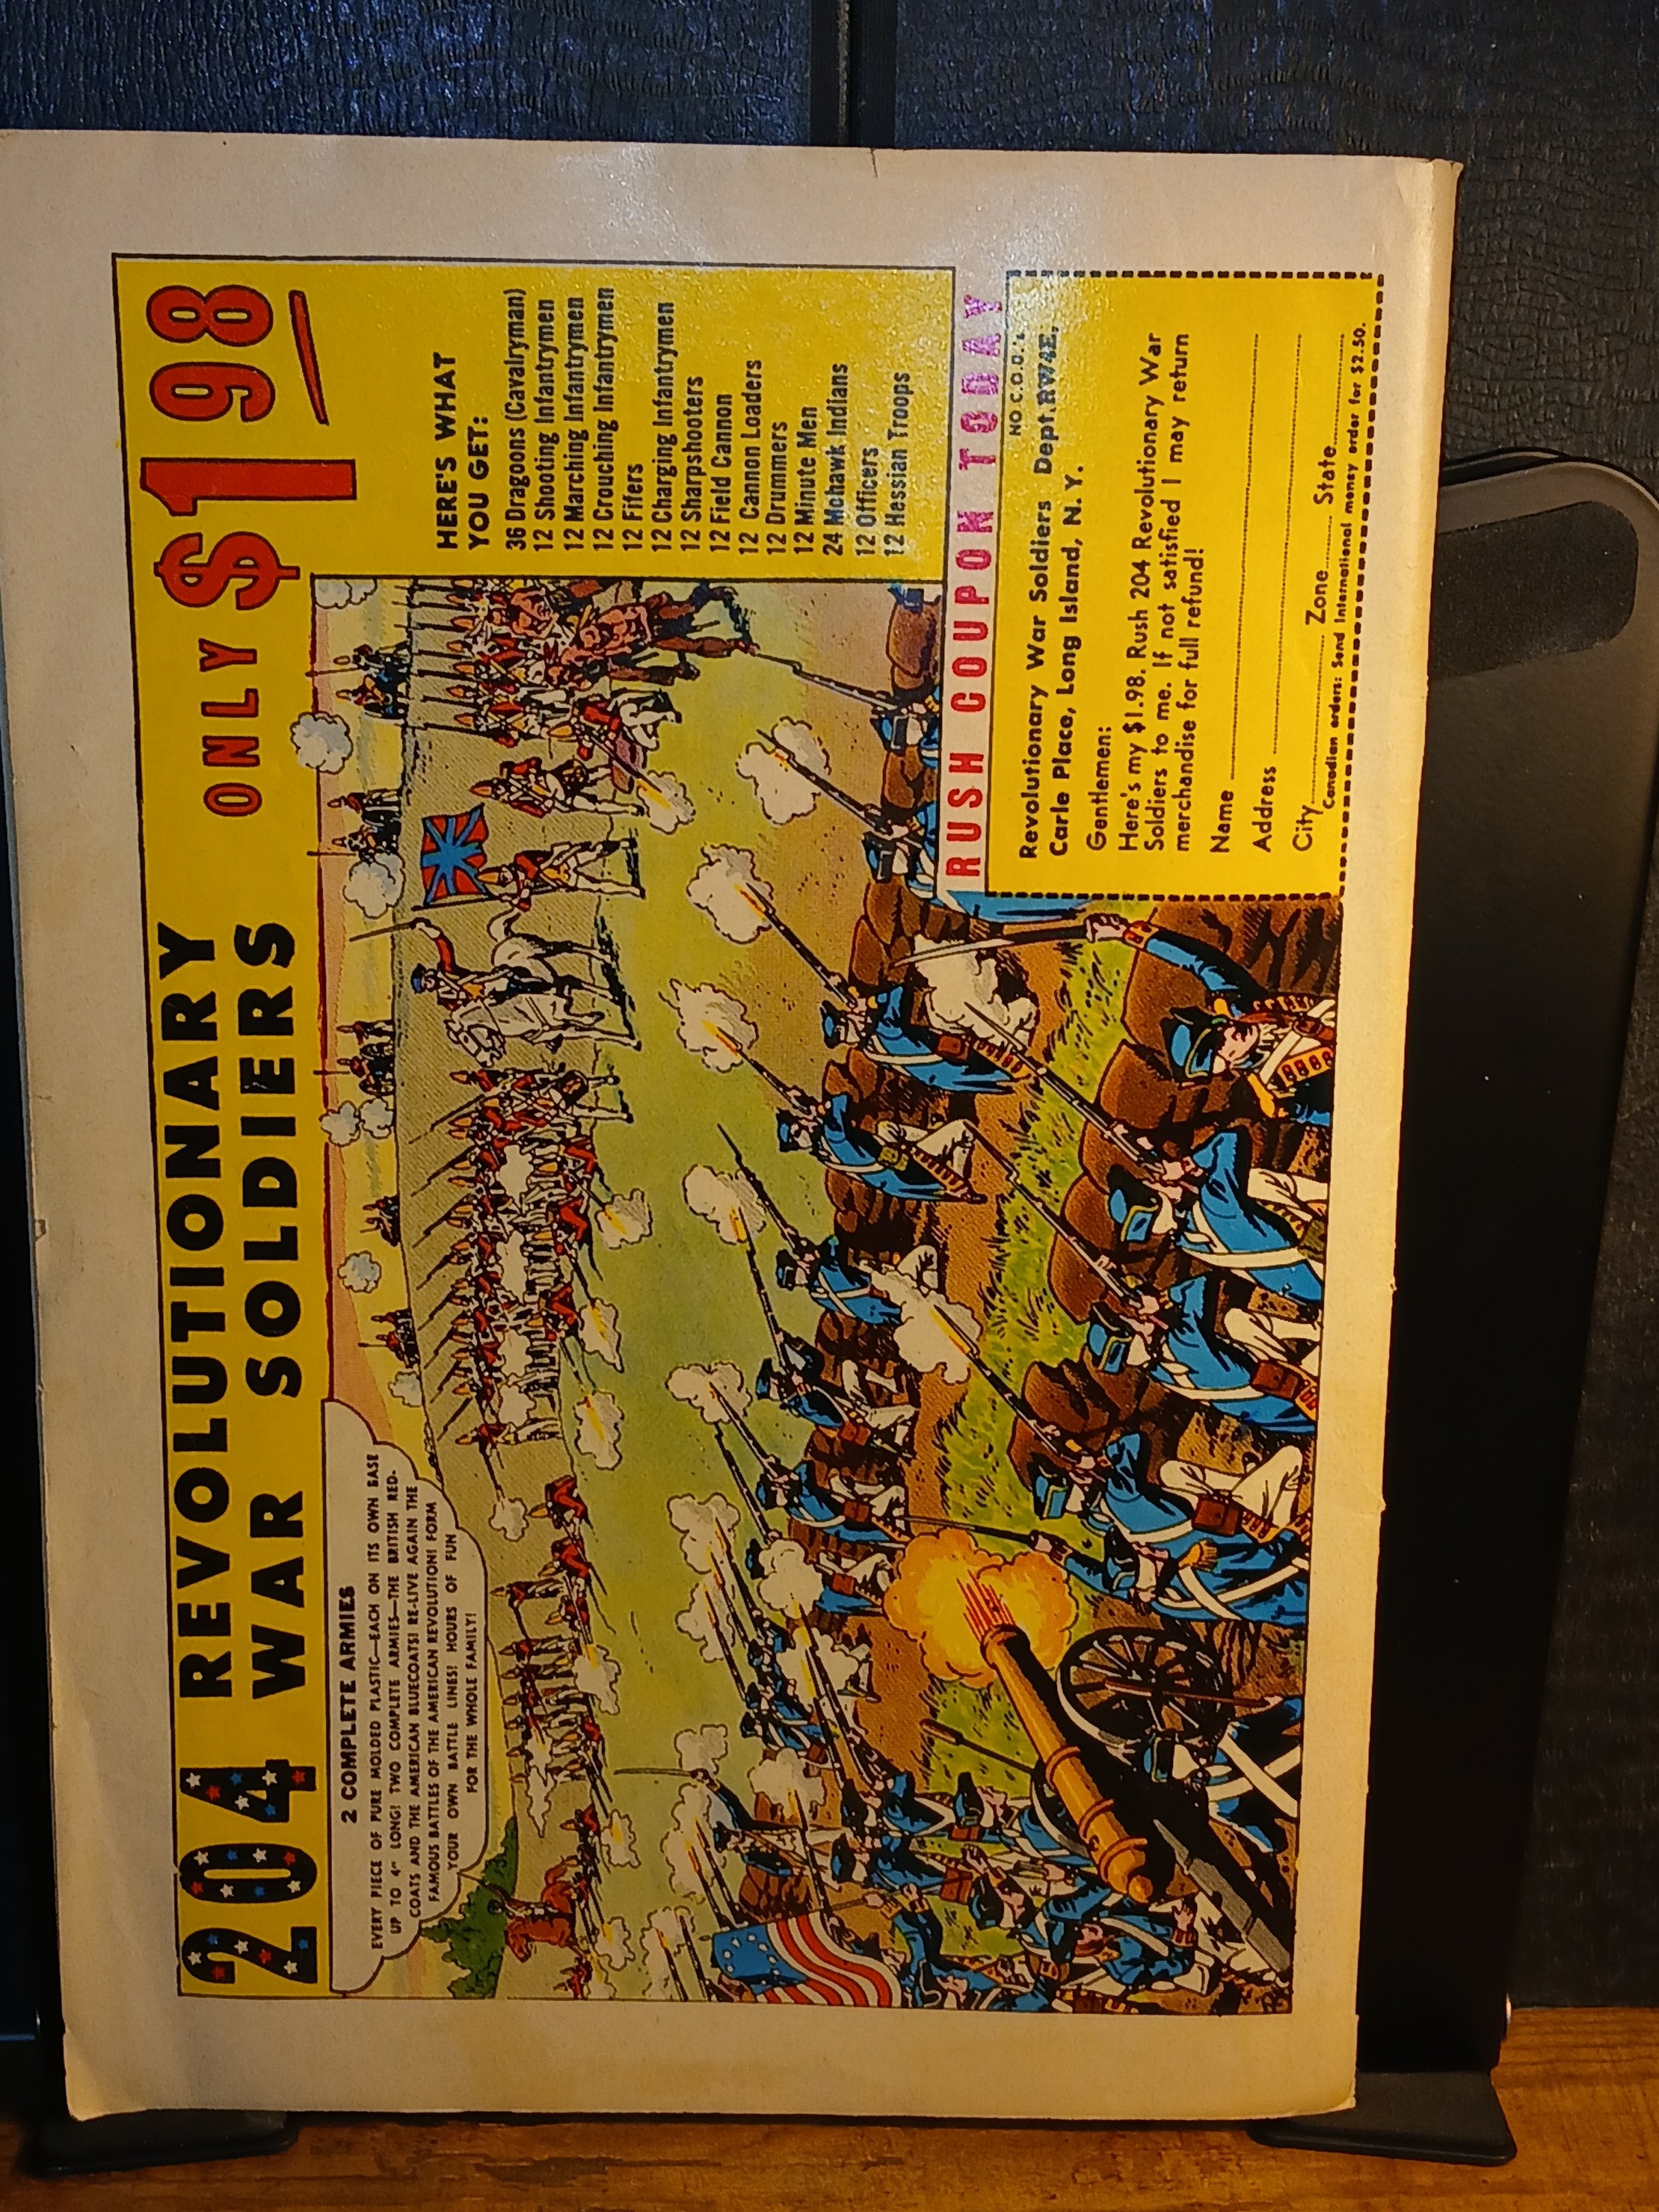 204 REVOLUTIONARY
WAR SOLDIERS ONLY $198
2 COMPLETE ARMIES
EVERY PIECE OF PURE MOLDED PLASTIC—EACH ON ITS OWN BASE
UP TO 4" LONG! TWO COMPLETE ARMIES—THE BRITISH RED-
COATS AND THE AMERICAN BLUECOATS! RE-LIVE AGAIN THE
FAMOUS BATTLES OF THE AMERICAN REVOLUTION! FORM
YOUR OWN BATTLE LINES! HOURS OF FUN
FOR THE WHOLE FAMILY!
HERE'S WHAT
YOU GET:
36 Dragoons (Cavalryman)
12 Shooting Infantrymen
12 Marching Infantrymen
12 Crouching Infantrymen
12 Fifers
12 Charging Infantrymen
12 Sharpshooters
12 Field Cannon
12 Cannon Loaders
12 Drummers
12 Minute Men
24 Mohawk Indians
12 Officers
12 Hessian Troops
RUSH COUPON TODAY
NO C.O.D.'s
Revolutionary War Soldiers Dept.RW4E,
Carle Place, Long Island, N. Y.
Gentlemen:
Here's my $1.98. Rush 204 Revolutionary War
Soldiers to me. If not satisfied I may return
merchandise for full refund!
Name
Address
City Zone State
Canadian orders: Send International money order for $2.50.